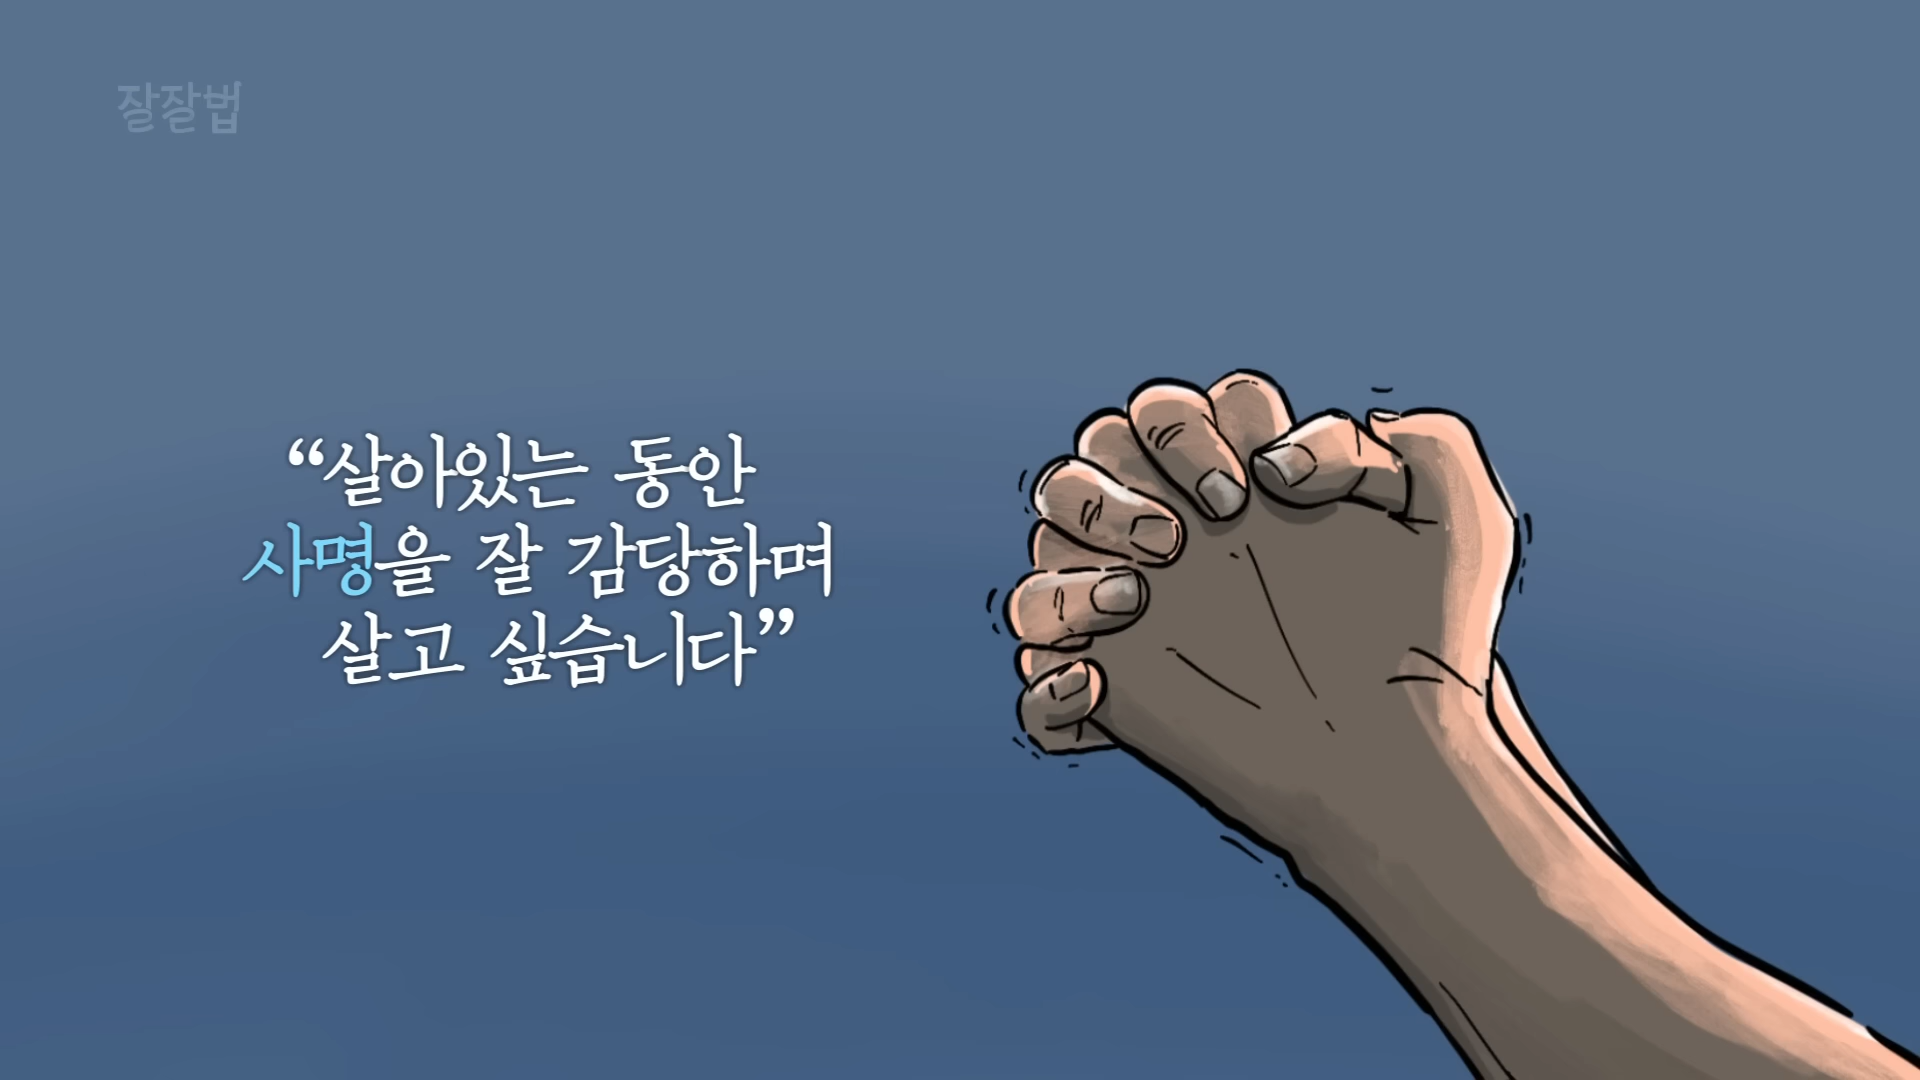 잘잘법
“살아있는 동안
사명을 잘 감당하며
살고 싶습니다”